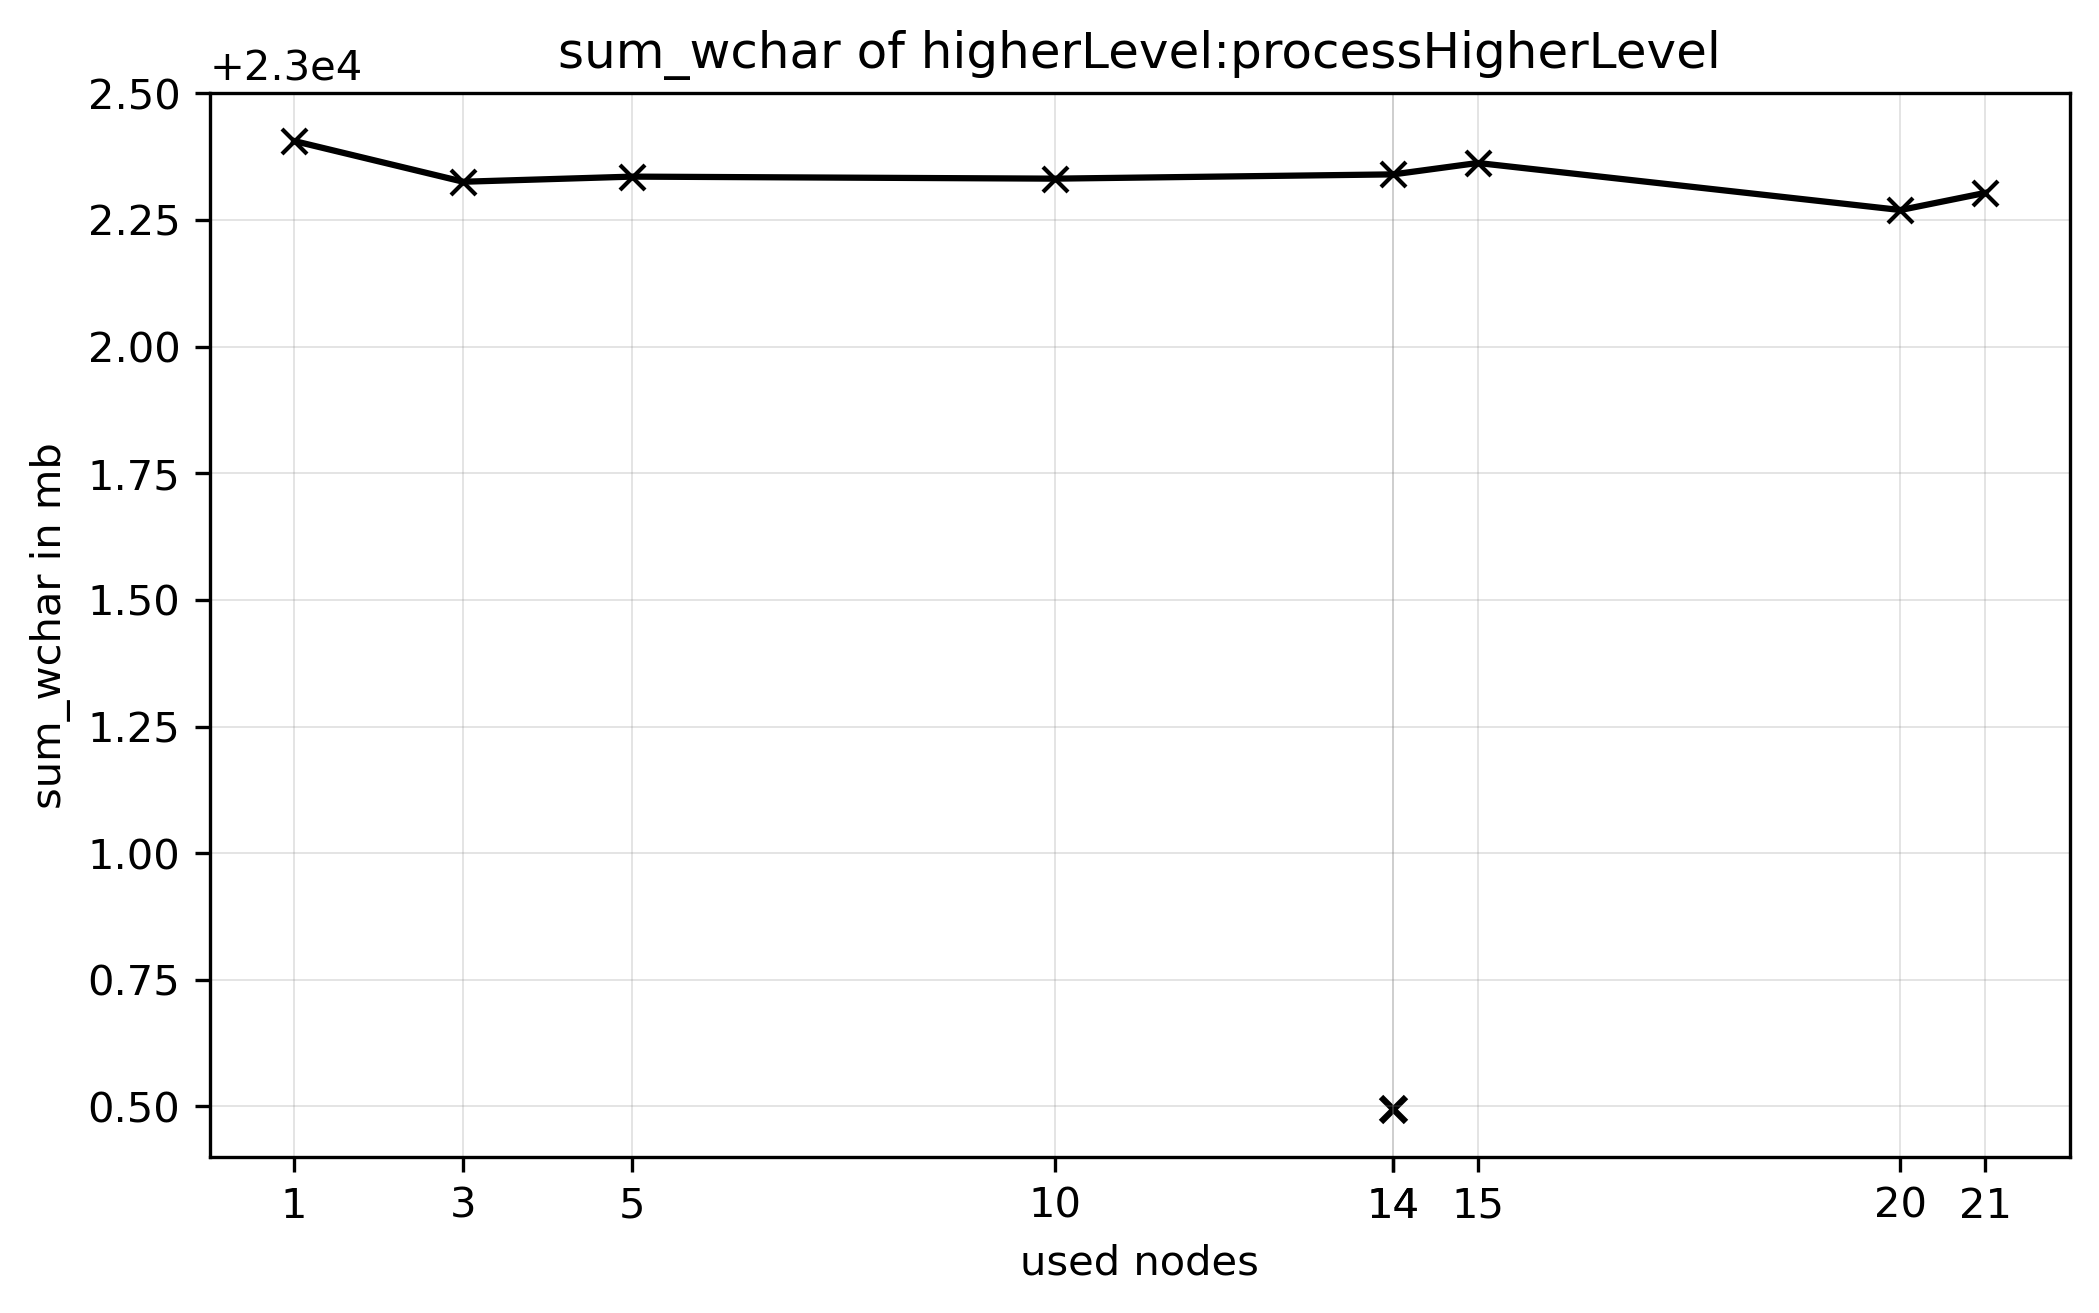 sum_wchar of higherLevel:processHigherLevel
+2.3e4
2.50
2.25
2.00
1.75
1.50
1.25
1.00
0.75
0.50
sum_wchar in mb
1 3 5 10 14 15 20 21
used nodes